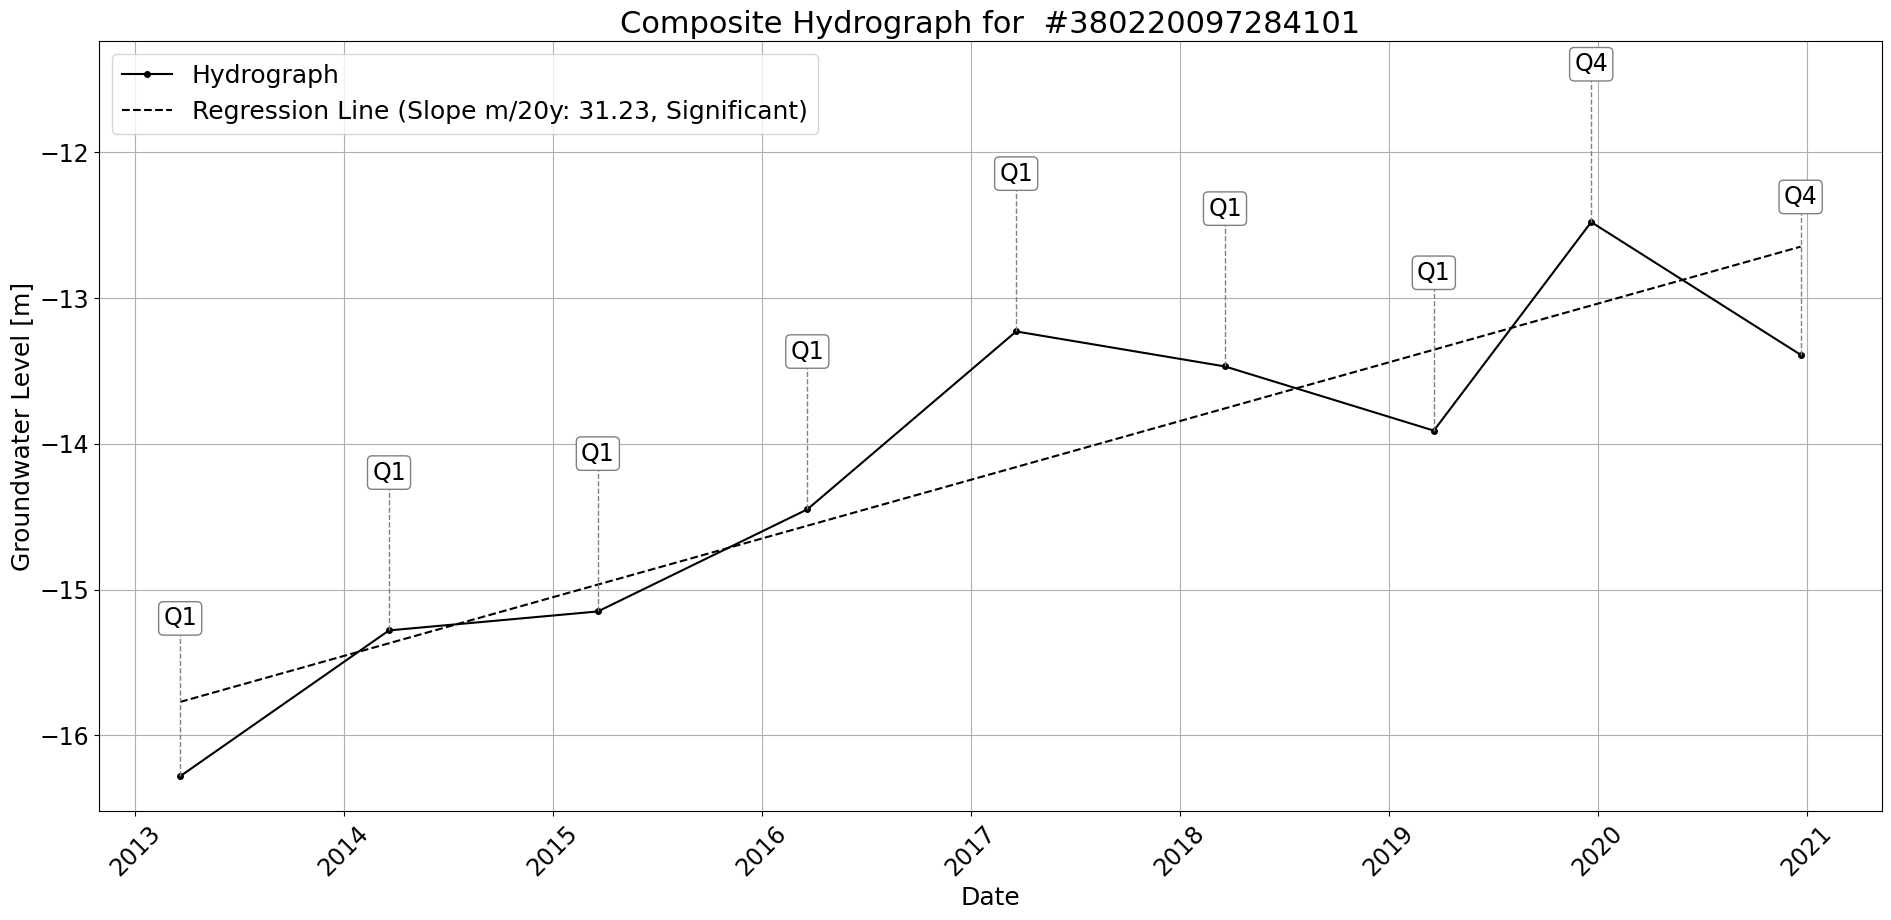 Composite Hydrograph for  #380220097284101
Hydrograph
Regression Line (Slope m/20y: 31.23, Significant)
Q4
Q1
Q4
Q1
Q1
Q1
Q1
Q1
Q1
−12
−13
−14
−15
−16
Groundwater Level [m]
2013
2014
2015
2016
2017
2018
2019
2020
2021
Date